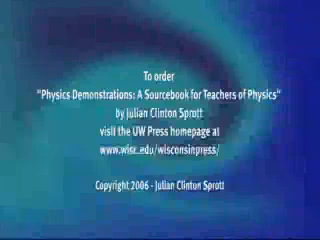 To order
"Physics Demonstrations: A Sourcebook for Teachers of Physics"
by Julian Clinton Sprott
visit the UW Press homepage at
www.wisc.edu/wisconsinpress/
Copyright 2006 - Julian Clinton Sprott